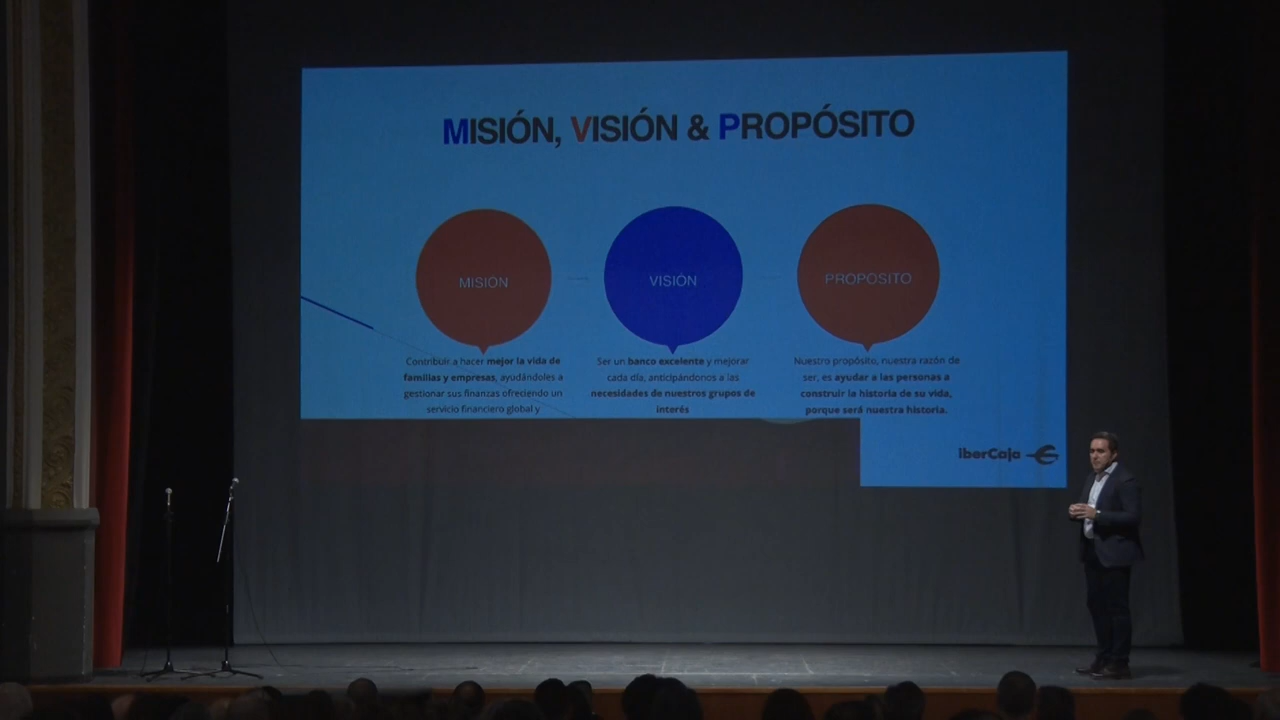 MISIÓN, VISIÓN & PROPÓSITO
MISIÓN
Contribuir a hacer mejor la vida de
familias y empresas, ayudándoles a
gestionar sus finanzas ofreciendo un
servicio financiero global y
VISIÓN
Ser un banco excelente y mejorar
cada día, anticipándonos a las
necesidades de nuestros grupos de
interés
PROPÓSITO
Nuestro propósito, nuestra razón de
ser, es ayudar a las personas a
construir la historia de su vida,
porque será nuestra historia.
iberCaja